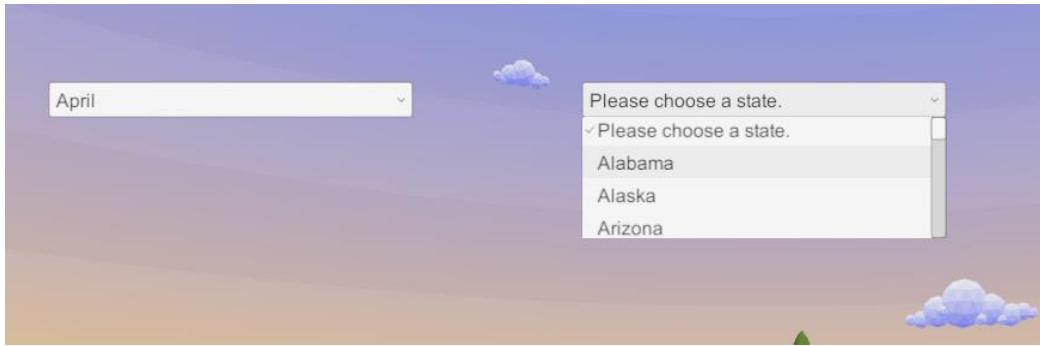 April
Please choose a state.
Please choose a state.
Alabama
Alaska
Arizona